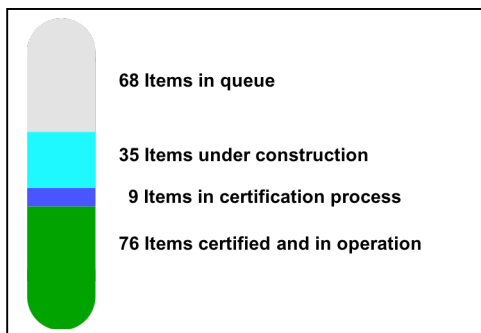 68 Items in queue
35 Items under construction
9 Items in certification process
76 Items certified and in operation